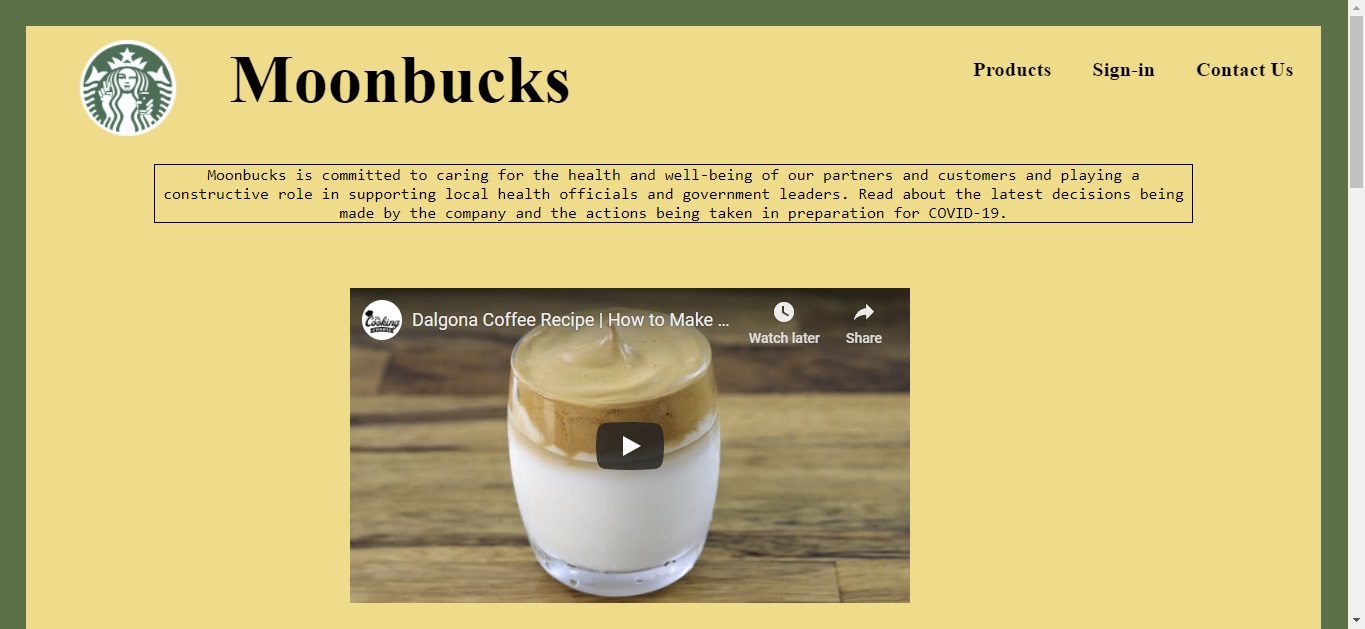 Moonbucks
Products Sign-in Contact Us
Moonbucks is committed to caring for the health and well-being of our partners and customers and playing a
constructive role in supporting local health officials and government leaders. Read about the latest decisions being
made by the company and the actions being taken in preparation for COVID-19.
Cooking
Dalgona Coffee Recipe | How to Make ...
Watch later
Share